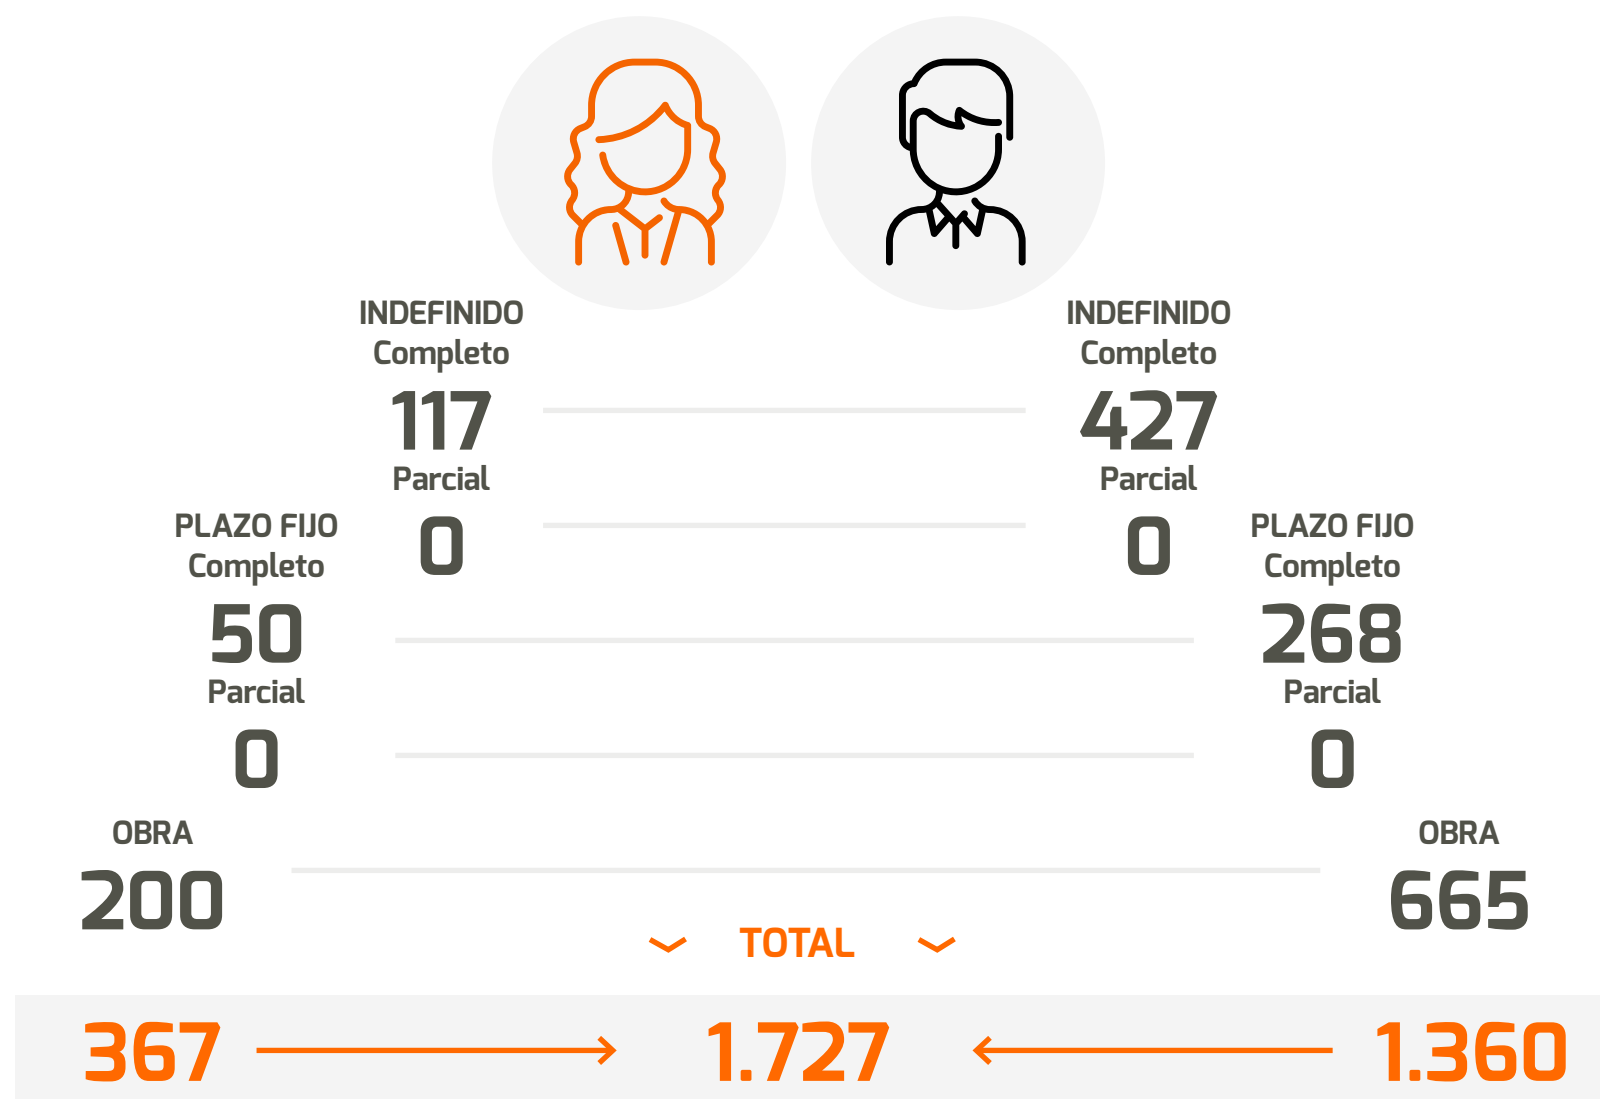 INDEFINIDO
Completo
117
Parcial
0
PLAZO FIJO
Completo
50
Parcial
0
OBRA
200
INDEFINIDO
Completo
427
Parcial
0
PLAZO FIJO
Completo
268
Parcial
0
OBRA
665
TOTAL
367
1.727
1.360